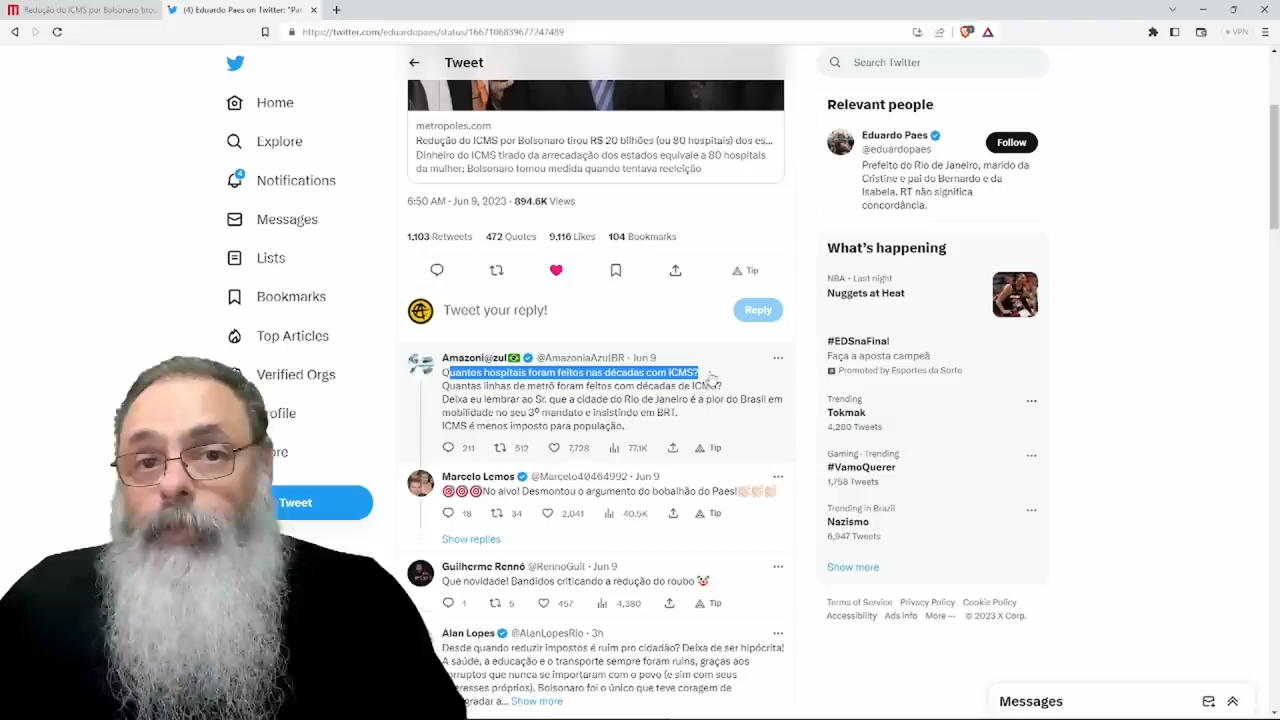 Redução do ICMS por Bolsonaro tirou
(4) Eduardo Paes on Twitter: "Par
https://twitter.com/eduardopaes/status/1667106839677247489
VPN
Home
Explore
4
Notifications
Messages
Lists
Bookmarks
Top Articles
Verified Orgs
Tweet
Tweet
metropoles.com
Redução do ICMS por Bolsonaro tirou R$ 20 bilhões (ou 80 hospitais) dos es...
Dinheiro do ICMS tirado da arrecadação dos estados equivale a 80 hospitais
da mulher; Bolsonaro tomou medida quando tentava reeleição
6:50 AM · Jun 9, 2023 · 894.6K Views
1,103 Retweets 472 Quotes 9,116 Likes 104 Bookmarks
Tip
Tweet your reply!
Reply
Amazoni@zul @AmazoniaAzulBR · Jun 9
Quantos hospitais foram feitos nas décadas com ICMS?
Quantas linhas de metrô foram feitos com décadas de ICMS?
Deixa eu lembrar ao Sr. que a cidade do Rio de Janeiro é a pior do Brasil em
mobilidade no seu 3º mandato e insistindo em BRT.
ICMS é menos imposto para população.
211 512 7,728 77.1K Tip
Marcelo Lemos @Marcelo40464992 · Jun 9
No alvo! Desmontou o argumento do bobalhão do Paes!
18 34 2,041 40.5K Tip
Show replies
Guilherme Rennó @RennoGuil · Jun 9
Que novidade! Bandidos criticando a redução do roubo
1 5 457 4,380 Tip
Alan Lopes @AlanLopesRio · 3h
Desde quando reduzir impostos é ruim pro cidadão? Deixa de ser hipócrita!
A saúde, a educação e o transporte sempre foram ruins, graças aos
corruptos que nunca se importaram com o povo (e sim com seus
interesses próprios). Bolsonaro foi o único que teve coragem de
a... Show more
Search Twitter
Relevant people
Eduardo Paes
@eduardopaes
Follow
Prefeito do Rio de Janeiro, marido da
Cristine e pai do Bernardo e da
Isabela. RT não significa
concordância.
What's happening
NBA · Last night
Nuggets at Heat
#EDSnaFinal
Faça a aposta campeã
Promoted by Esportes da Sorte
Trending
Tokmak
4,280 Tweets
Gaming · Trending
#VamoQuerer
1,758 Tweets
Trending in Brazil
Nazismo
6,947 Tweets
Show more
Terms of Service Privacy Policy Cookie Policy
Accessibility Ads info More ··· © 2023 X Corp.
Messages